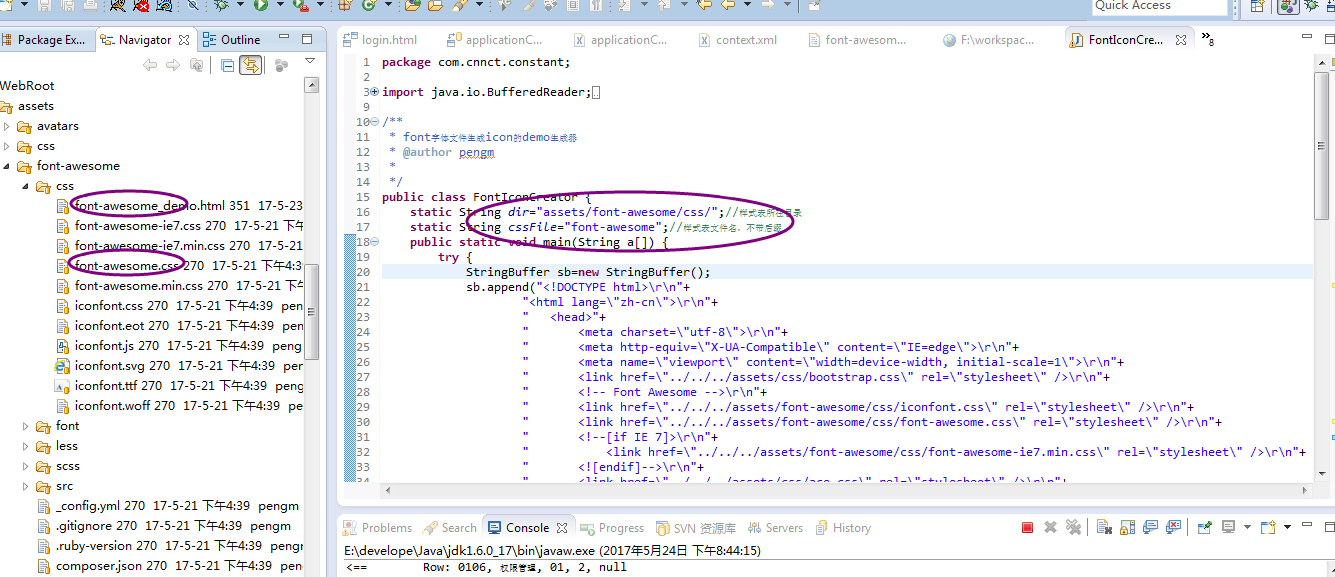 Quick Access
Package Ex...
Navigator
Outline
WebRoot
assets
avatars
css
font-awesome
css
font-awesome_demo.html 351 17-5-23
font-awesome-ie7.css 270 17-5-21
font-awesome-ie7.min.css 270 17-5-21
font-awesome.css 270 17-5-21 下午4:3
font-awesome.min.css 270 17-5-21
iconfont.css 270 17-5-21 下午4:39 peng
iconfont.eot 270 17-5-21 下午4:39 peng
iconfont.js 270 17-5-21 下午4:39 pengm
iconfont.svg 270 17-5-21 下午4:39 pe
iconfont.ttf 270 17-5-21 下午4:39 peng
iconfont.woff 270 17-5-21 下午4:39 pe
font
less
scss
src
_config.yml 270 17-5-21 下午4:39 pengm
.gitignore 270 17-5-21 下午4:39 pengm
.ruby-version 270 17-5-21 下午4:39 pengm
composer.json 270 17-5-21 下午4:39 pen
login.html
applicationC...
applicationC...
context.xml
font-awesom...
F:\workspac...
FontIconCre...
»8
1 package com.cnnct.constant;
2
3 import java.io.BufferedReader;
9
10 /**
11 * font字体文件生成icon的demo生成器
12 * @author pengm
13 *
14 */
15 public class FontIconCreator {
16 static String dir="assets/font-awesome/css/";//样式表所在目录
17 static String cssFile="font-awesome";//样式表文件名，不带后缀
18 public static void main(String a[]) {
19 try {
20 StringBuffer sb=new StringBuffer();
21 sb.append("<!DOCTYPE html>\r\n"+
22 "<html lang=\"zh-cn\">\r\n"+
23 " <head>"+
24 " <meta charset=\"utf-8\">\r\n"+
25 " <meta http-equiv=\"X-UA-Compatible\" content=\"IE=edge\">\r\n"+
26 " <meta name=\"viewport\" content=\"width=device-width, initial-scale=1\">\r\n"+
27 " <link href=\"../../../assets/css/bootstrap.css\" rel=\"stylesheet\" />\r\n"+
28 " <!-- Font Awesome -->\r\n"+
29 " <link href=\"../../../assets/font-awesome/css/iconfont.css\" rel=\"stylesheet\" />\r\n"+
30 " <link href=\"../../../assets/font-awesome/css/font-awesome.css\" rel=\"stylesheet\" />\r\n"+
31 " <!--[if IE 7]>\r\n"+
32 " <link href=\"../../../assets/font-awesome/css/font-awesome-ie7.min.css\" rel=\"stylesheet\" />\r\n"+
33 " <![endif]-->\r\n"+
34 " <link href=\"../../../assets/css/ace.css\" rel=\"stylesheet\" />\r\n"+
Problems
Search
Console
Progress
SVN 资源库
Servers
History
E:\develope\Java\jdk1.6.0_17\bin\javaw.exe (2017年5月24日 下午8:44:15)
<== Row: 0106, 权限管理, 01, 2, null